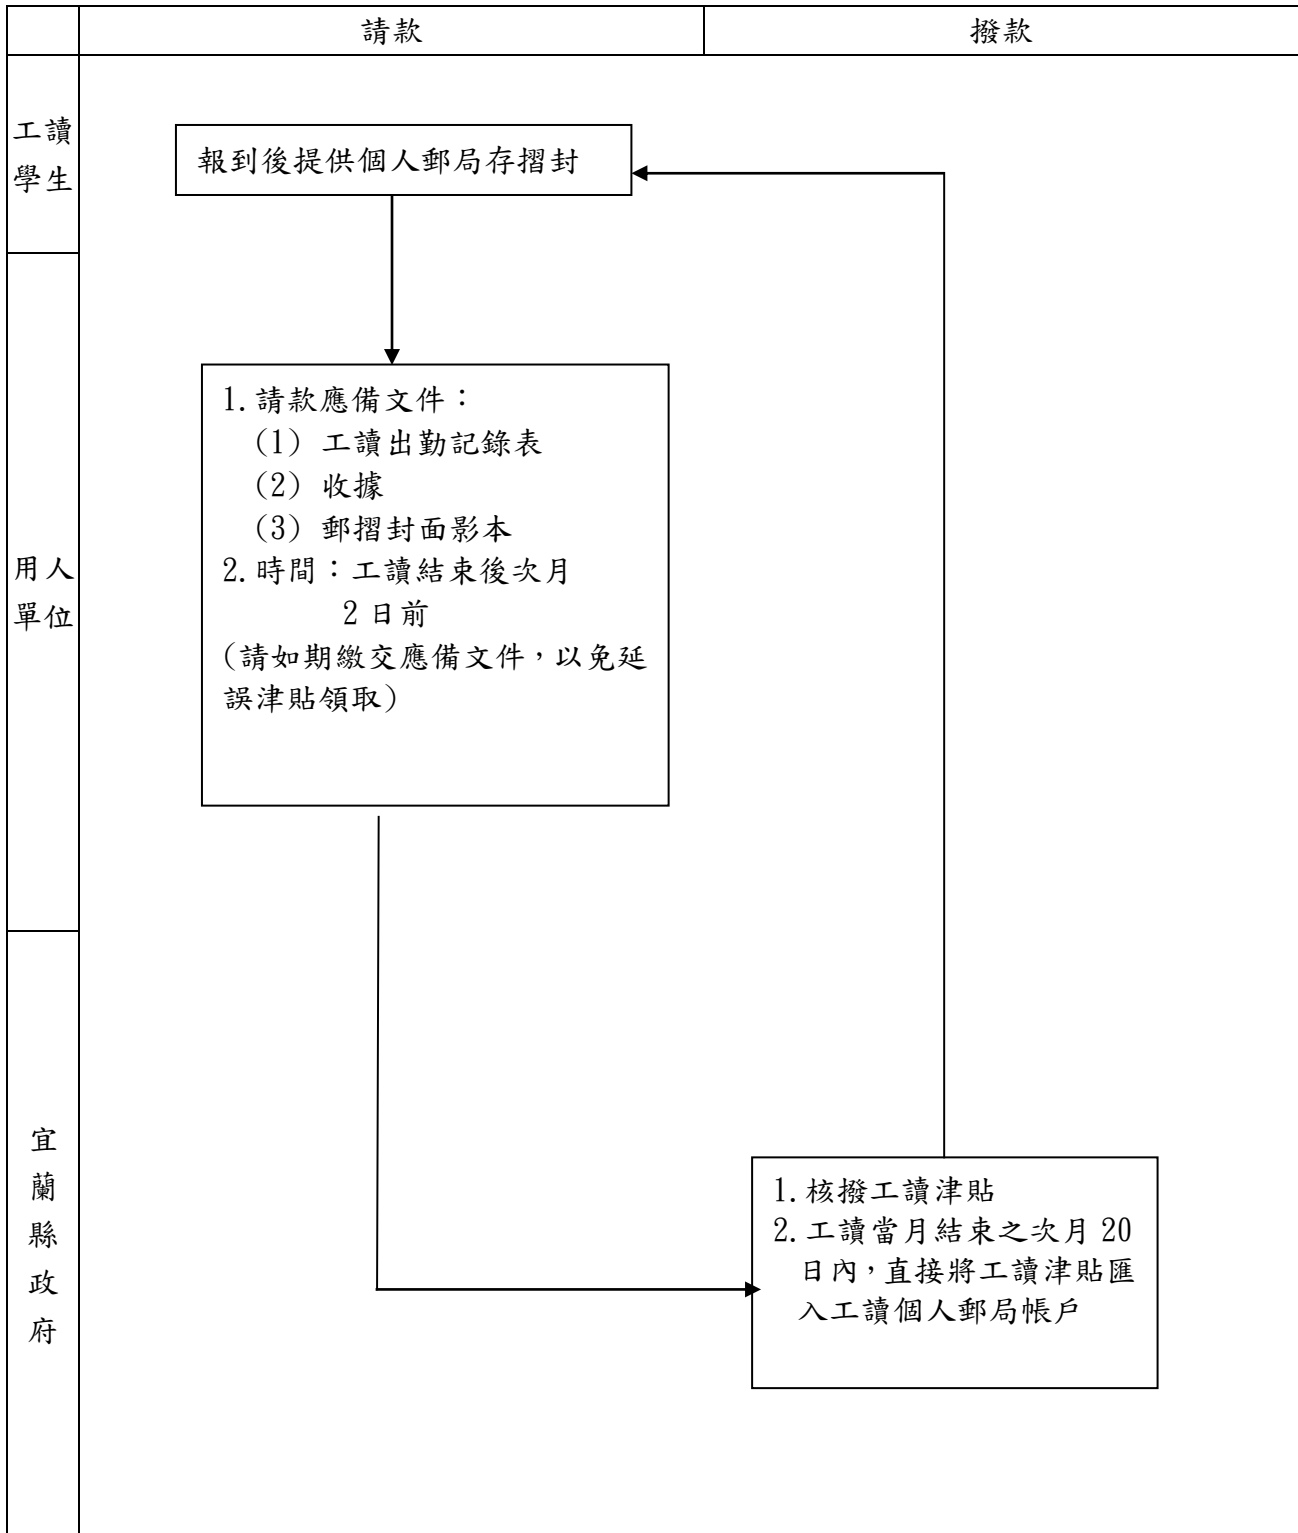 請款
撥款
工讀
學生
報到後提供個人郵局存摺封
用人
單位
1.請款應備文件：
(1) 工讀出勤記錄表
(2) 收據
(3) 郵摺封面影本
2.時間：工讀結束後次月
2 日前
(請如期繳交應備文件，以免延
誤津貼領取)
宜
蘭
縣
政
府
1.核撥工讀津貼
2.工讀當月結束之次月 20
日內，直接將工讀津貼匯
入工讀個人郵局帳戶